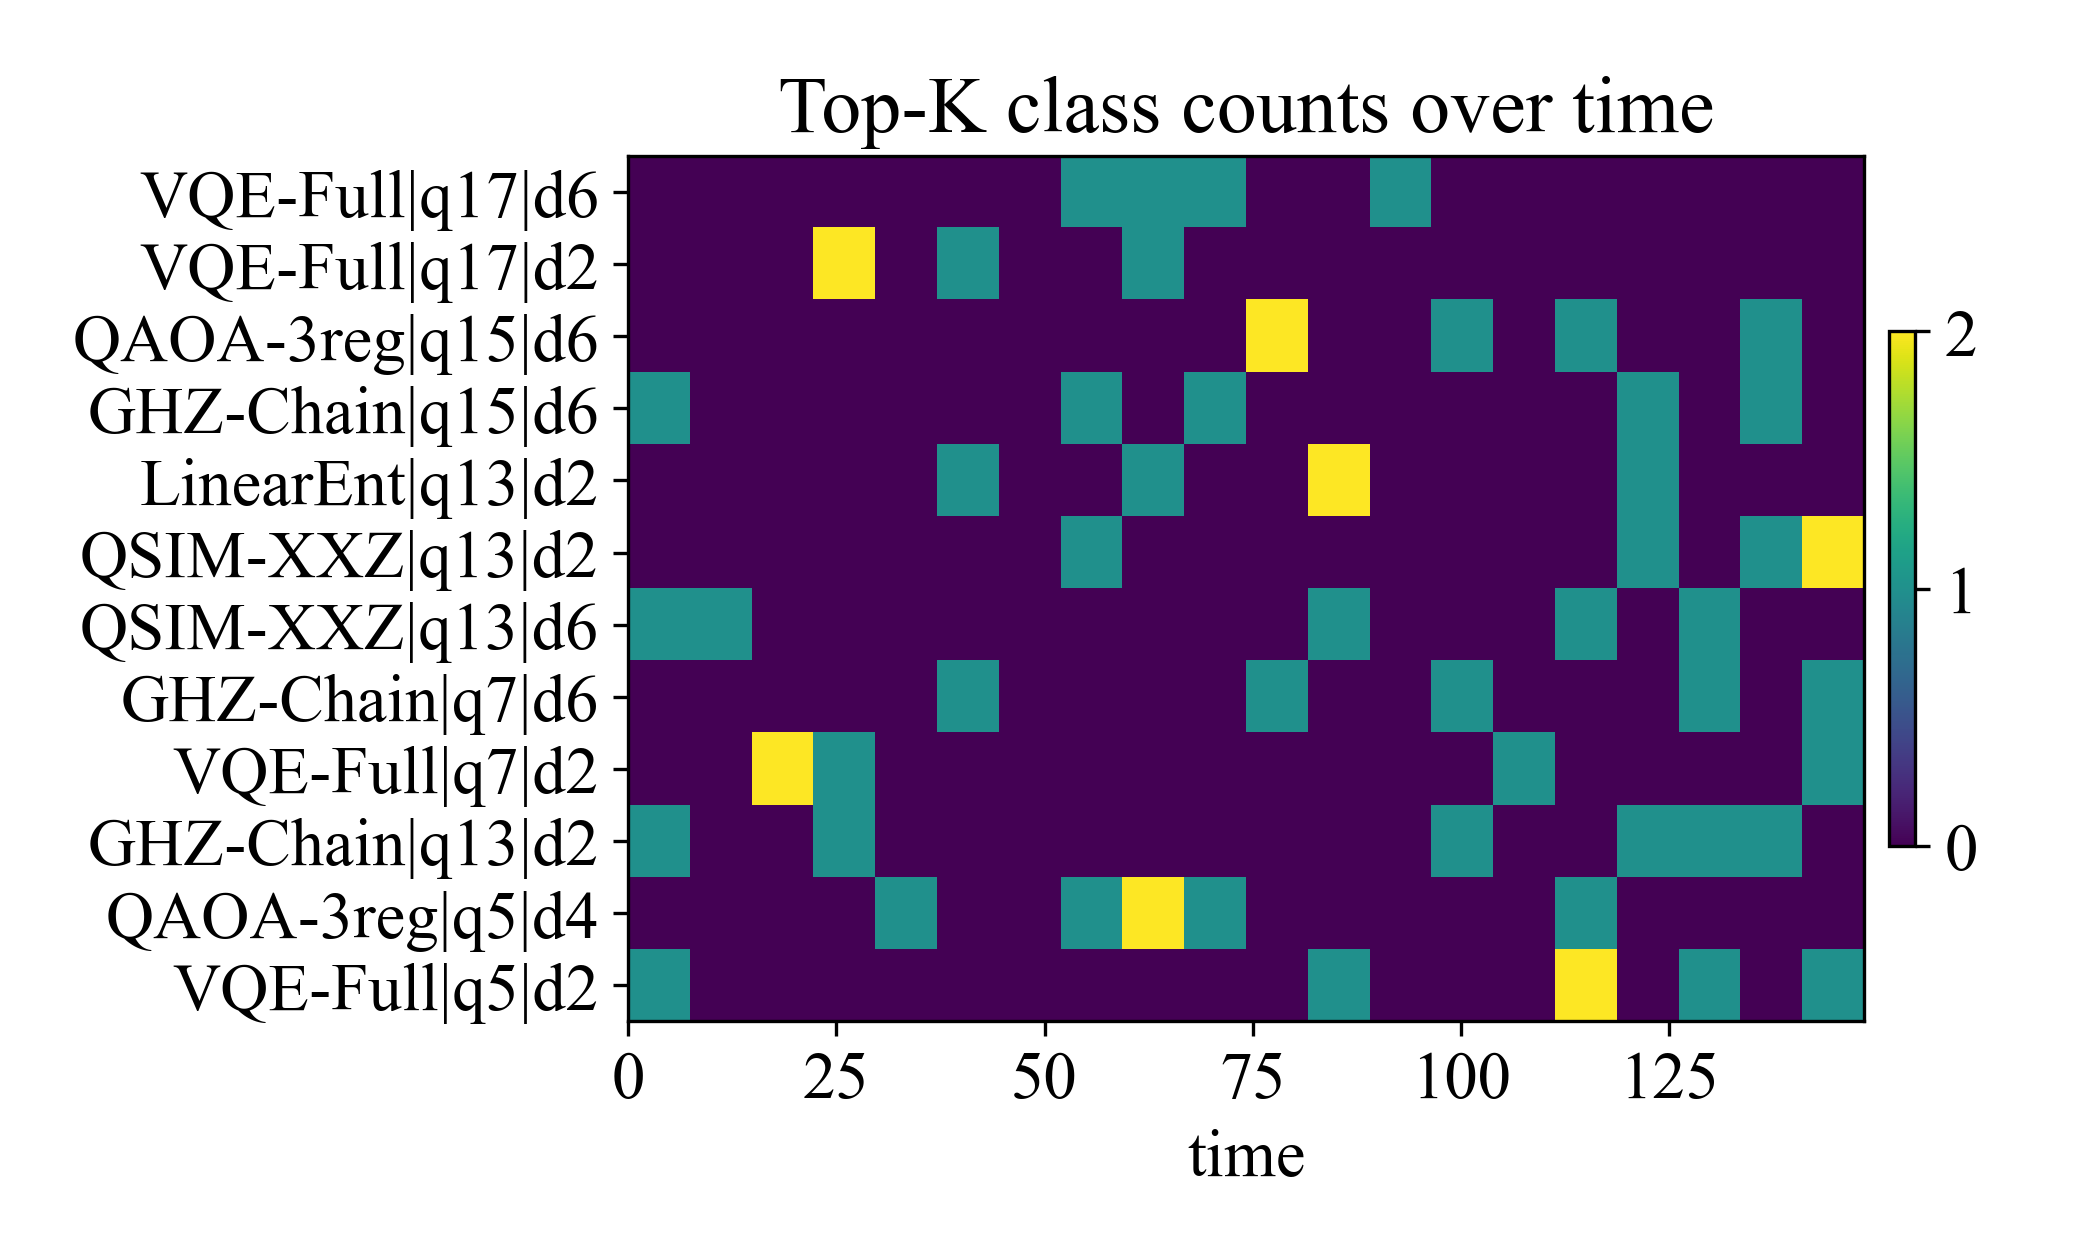 Top-K class counts over time
VQE-Full|q17|d6
VQE-Full|q17|d2
QAOA-3reg|q15|d6
GHZ-Chain|q15|d6
LinearEnt|q13|d2
QSIM-XXZ|q13|d2
QSIM-XXZ|q13|d6
GHZ-Chain|q7|d6
VQE-Full|q7|d2
GHZ-Chain|q13|d2
QAOA-3reg|q5|d4
VQE-Full|q5|d2
0 25 50 75 100 125
time
2
1
0